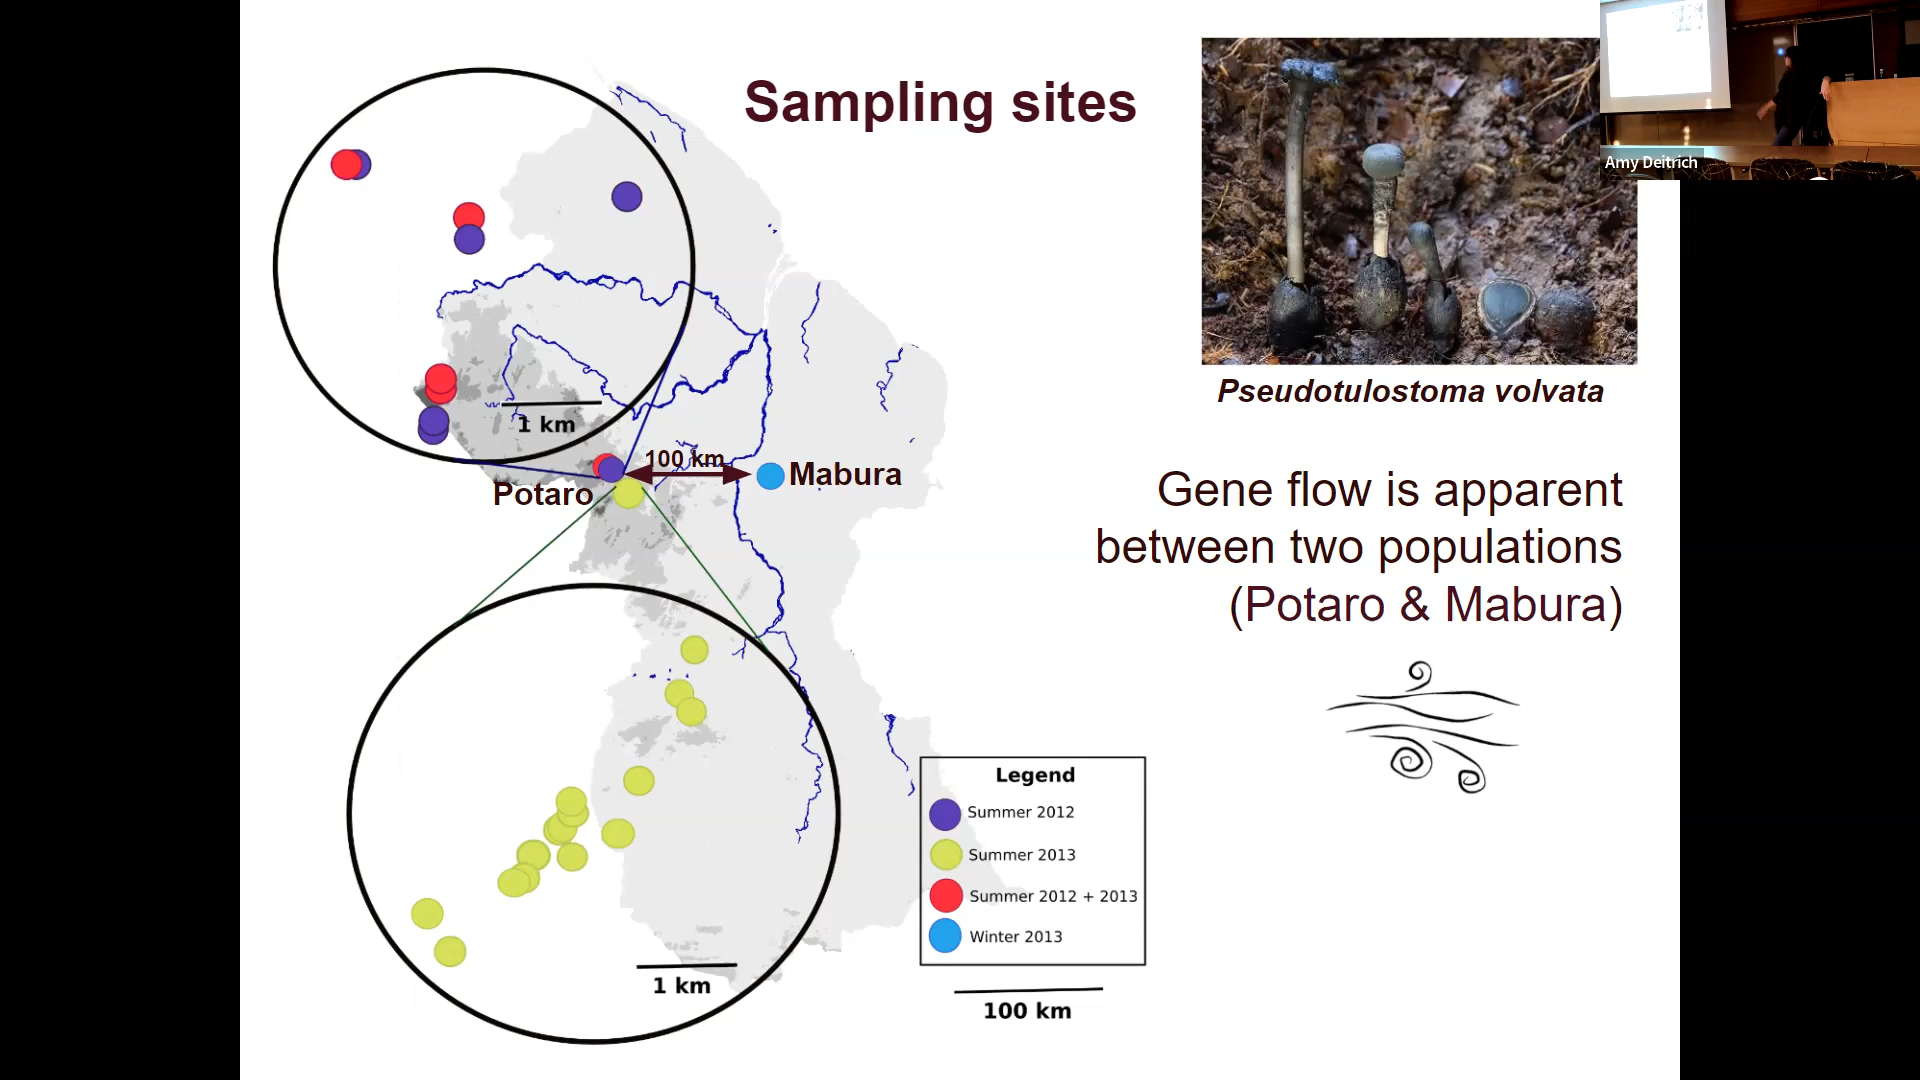 Sampling sites
Amy Deitrich
Pseudotulostoma volvata
1 km
100 km
Potaro
Mabura
Gene flow is apparent
between two populations
(Potaro & Mabura)
Legend
Summer 2012
Summer 2013
Summer 2012 + 2013
Winter 2013
1 km
100 km